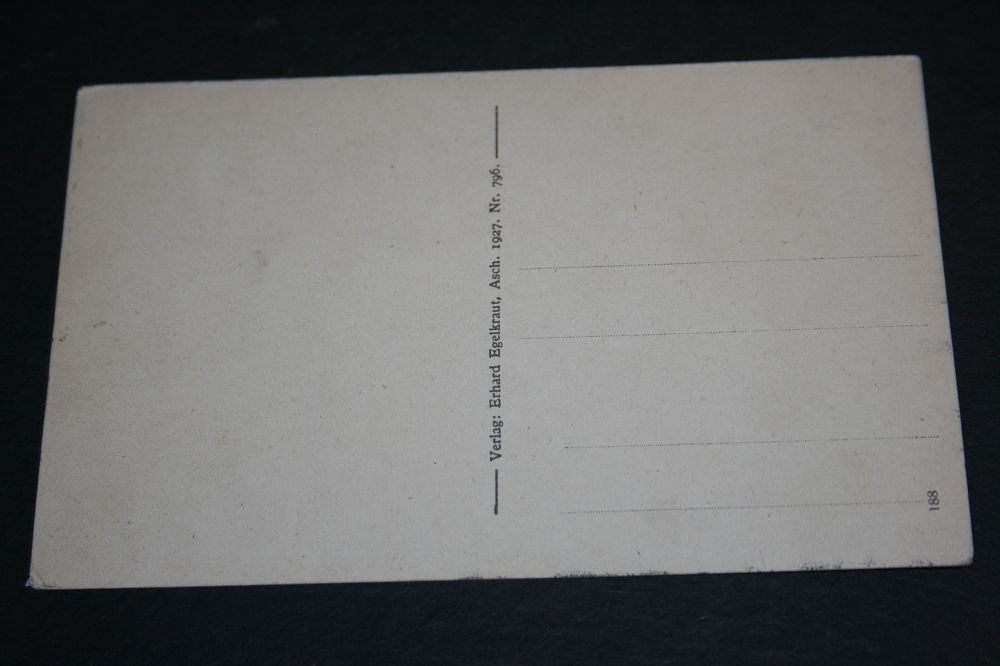 Verlag: Erhard Egelkraut, Asch. 1927. Nr. 796.
188